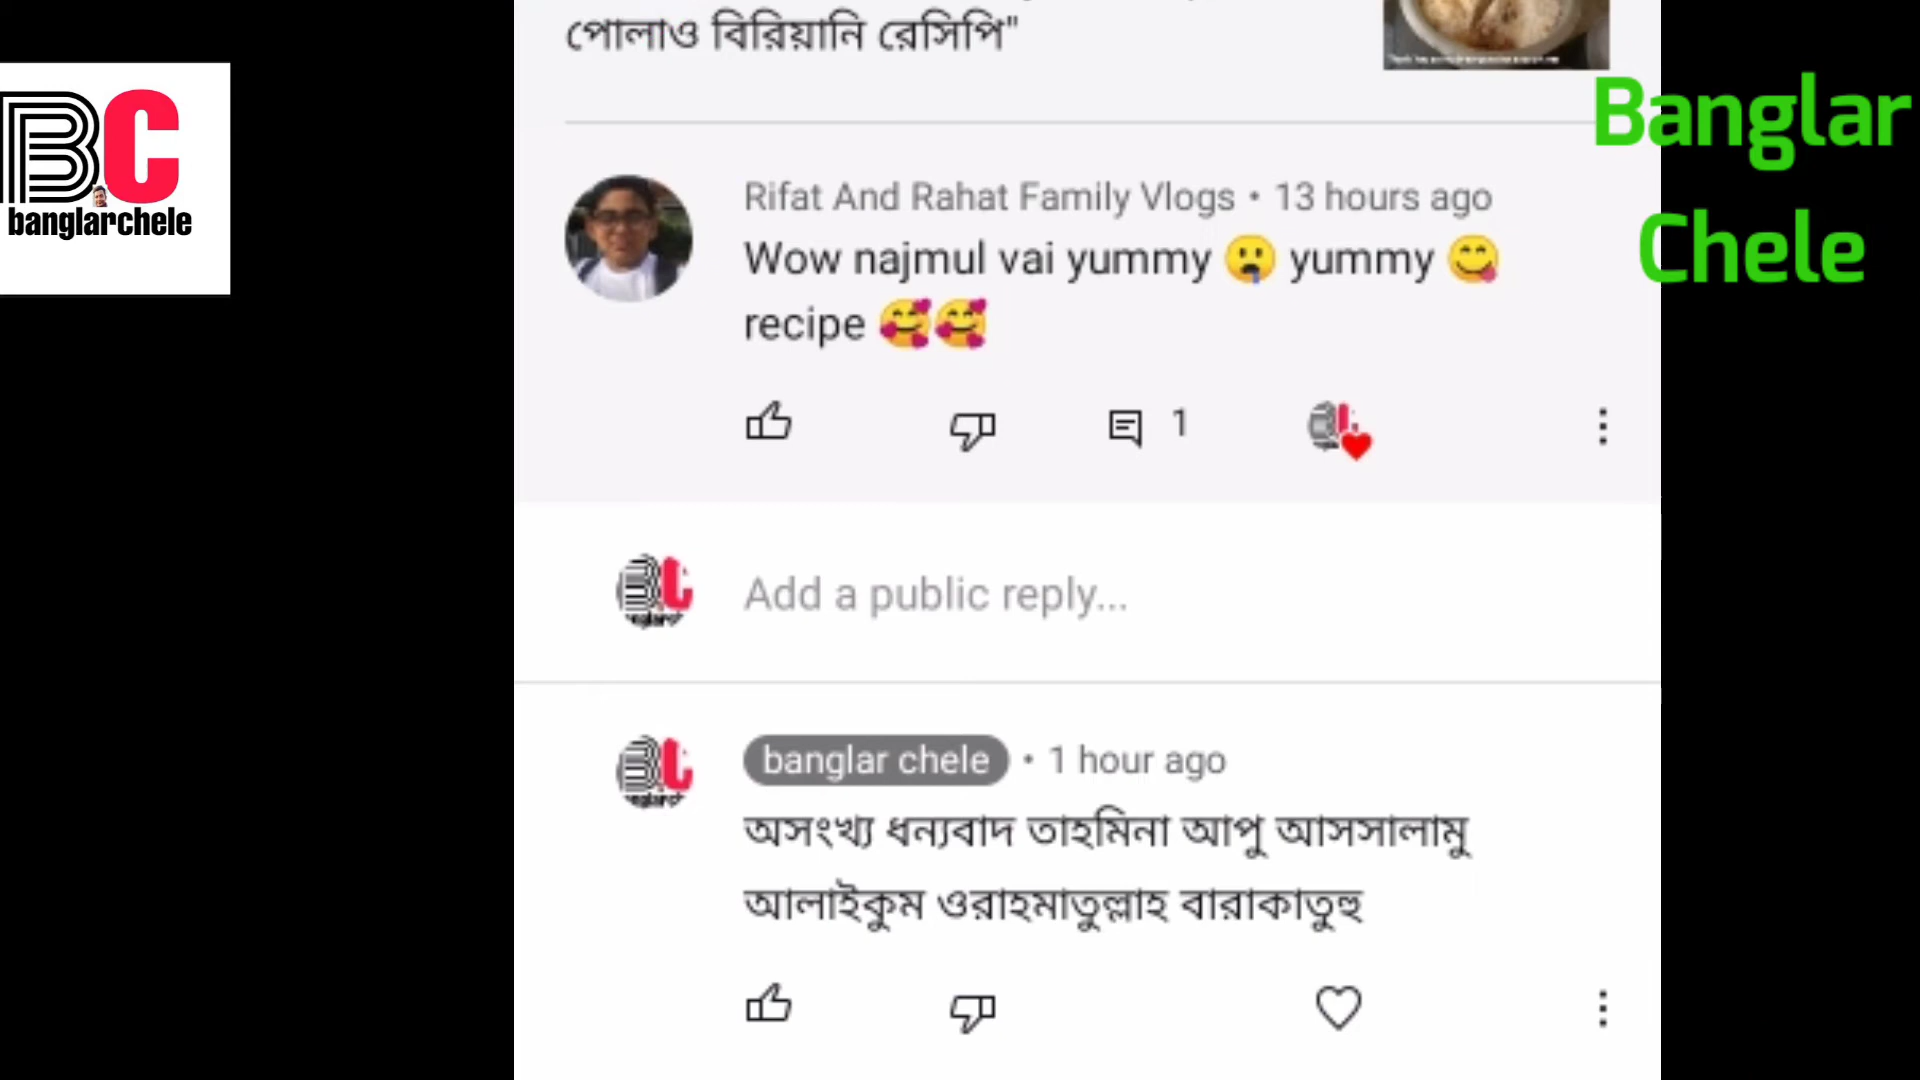 পোলাও বিরিয়ানি রেসিপি"
BC
banglarchele
Banglar
Chele
Rifat And Rahat Family Vlogs • 13 hours ago
Wow najmul vai yummy 🤤 yummy 😋
recipe 🥰🥰
1
Add a public reply...
banglar chele • 1 hour ago
অসংখ্য ধন্যবাদ তাহমিনা আপু আসসালামু
আলাইকুম ওরাহমাতুল্লাহ বারাকাতুহু